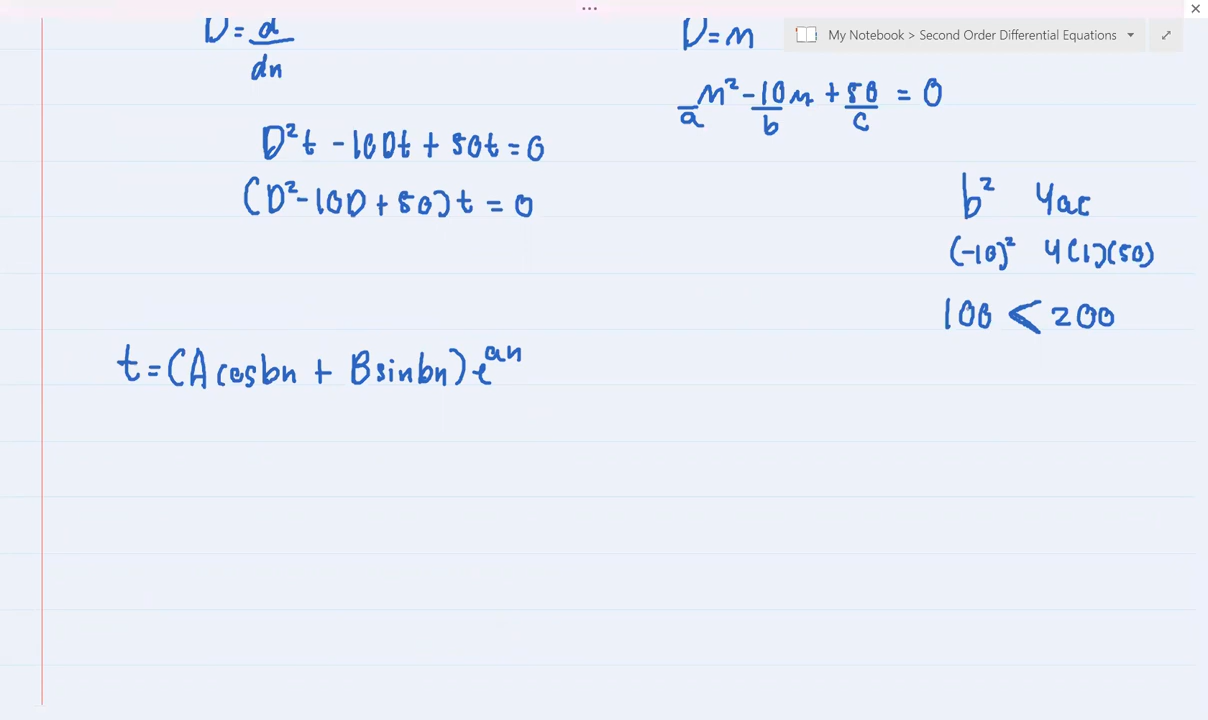 D = d/dn
D²t - 10Dt + 50t = 0
(D² - 10D + 50)t = 0
t = (A cos bn + B sin bn) e^{an}
D = m
My Notebook > Second Order Differential Equations
m² - 10m + 50 = 0
a b c
b² 4ac
(-10)² 4(1)(50)
100 < 200